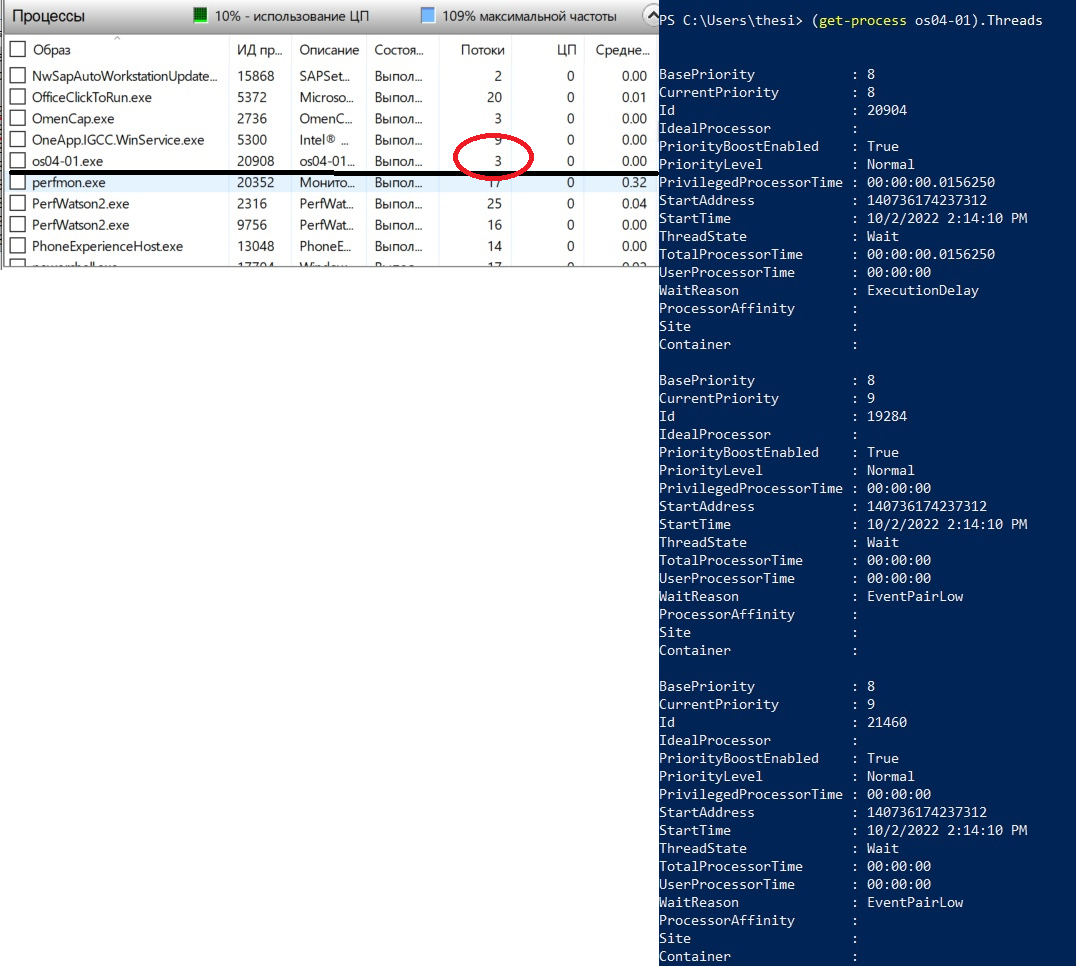 Процессы 10% - использование ЦП 109% максимальной частоты
Образ ИД пр... Описание Состоя... Потоки ЦП Средне...
NwSapAutoWorkstationUpdate... 15868 SAPSet... Выпол... 2 0 0.00
OfficeClickToRun.exe 5372 Microso... Выпол... 20 0 0.01
OmenCap.exe 2736 OmenC... Выпол... 3 0 0.00
OneApp.IGCC.WinService.exe 5300 Intel® ... Выпол... 9 0 0.00
os04-01.exe 20908 os04-01... Выпол... 3 0 0.00
perfmon.exe 20352 Монито... Выпол... 17 0 0.32
PerfWatson2.exe 2316 PerfWat... Выпол... 25 0 0.04
PerfWatson2.exe 9756 PerfWat... Выпол... 16 0 0.00
PhoneExperienceHost.exe 13048 PhoneE... Выпол... 14 0 0.00
PS C:\Users\thesi> (get-process os04-01).Threads
BasePriority : 8
CurrentPriority : 8
Id : 20904
IdealProcessor :
PriorityBoostEnabled : True
PriorityLevel : Normal
PrivilegedProcessorTime : 00:00:00.0156250
StartAddress : 140736174237312
StartTime : 10/2/2022 2:14:10 PM
ThreadState : Wait
TotalProcessorTime : 00:00:00.0156250
UserProcessorTime : 00:00:00
WaitReason : ExecutionDelay
ProcessorAffinity :
Site :
Container :
BasePriority : 8
CurrentPriority : 9
Id : 19284
IdealProcessor :
PriorityBoostEnabled : True
PriorityLevel : Normal
PrivilegedProcessorTime : 00:00:00
StartAddress : 140736174237312
StartTime : 10/2/2022 2:14:10 PM
ThreadState : Wait
TotalProcessorTime : 00:00:00
UserProcessorTime : 00:00:00
WaitReason : EventPairLow
ProcessorAffinity :
Site :
Container :
BasePriority : 8
CurrentPriority : 9
Id : 21460
IdealProcessor :
PriorityBoostEnabled : True
PriorityLevel : Normal
PrivilegedProcessorTime : 00:00:00
StartAddress : 140736174237312
StartTime : 10/2/2022 2:14:10 PM
ThreadState : Wait
TotalProcessorTime : 00:00:00
UserProcessorTime : 00:00:00
WaitReason : EventPairLow
ProcessorAffinity :
Site :
Container :